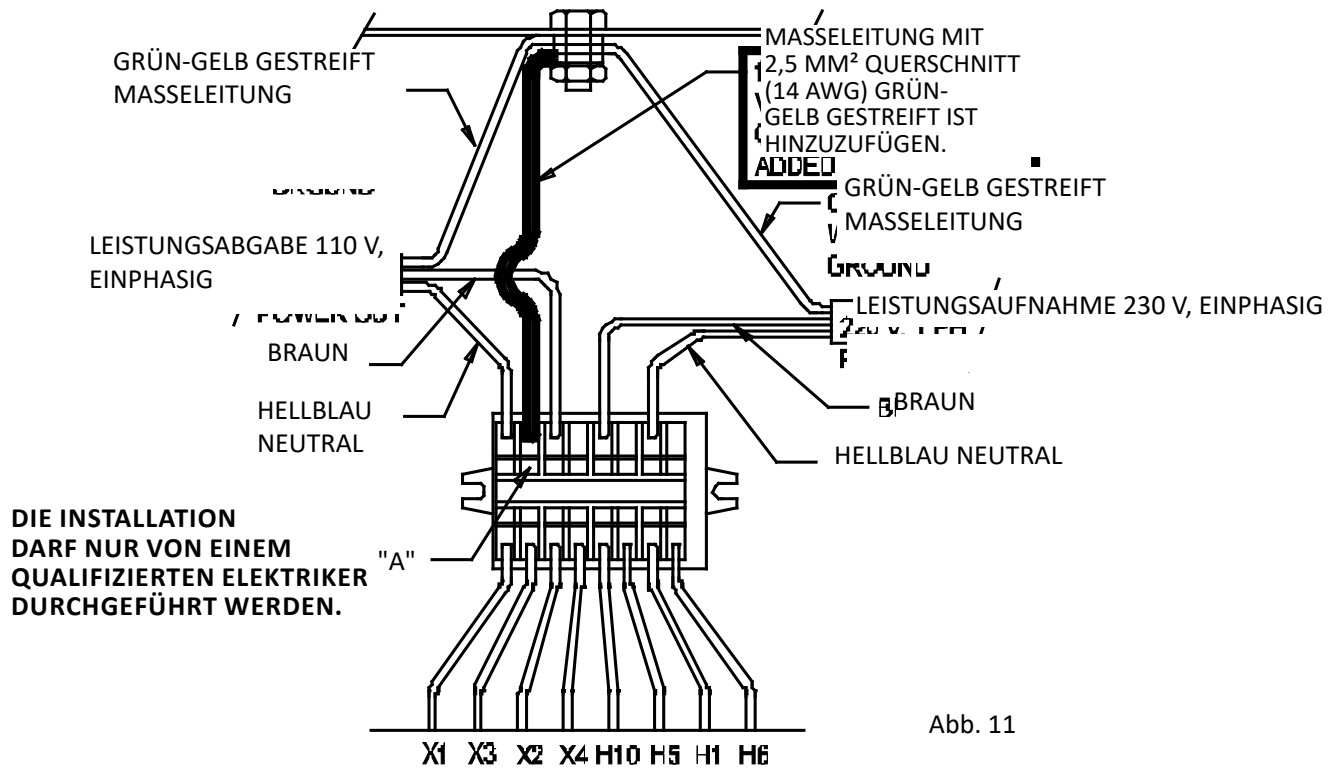 GRÜN-GELB GESTREIFT
MASSELEITUNG
MASSELEITUNG MIT
2,5 MM² QUERSCHNITT
(14 AWG) GRÜN-
GELB GESTREIFT IST
HINZUZUFÜGEN.
ADDED
GRÜN-GELB GESTREIFT
MASSELEITUNG
GROUND
LEISTUNGSABGABE 110 V,
EINPHASIG
LEISTUNGSAUFNAHME 230 V, EINPHASIG
POWER OUT
BRAUN
HELLBLAU
NEUTRAL
BRAUN
HELLBLAU NEUTRAL
DIE INSTALLATION
DARF NUR VON EINEM
QUALIFIZIERTEN ELEKTRIKER
DURCHGEFÜHRT WERDEN.
"A"
Abb. 11
X1 X3 X2 X4 H10 H5 H1 H6